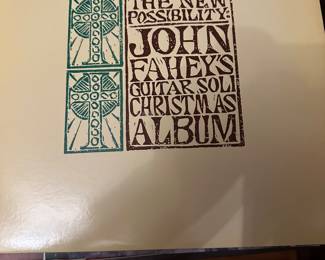 THE NEW
POSSIBILITY:
JOHN
FAHEY'S
GUITAR SOLI
CHRISTMAS
ALBUM